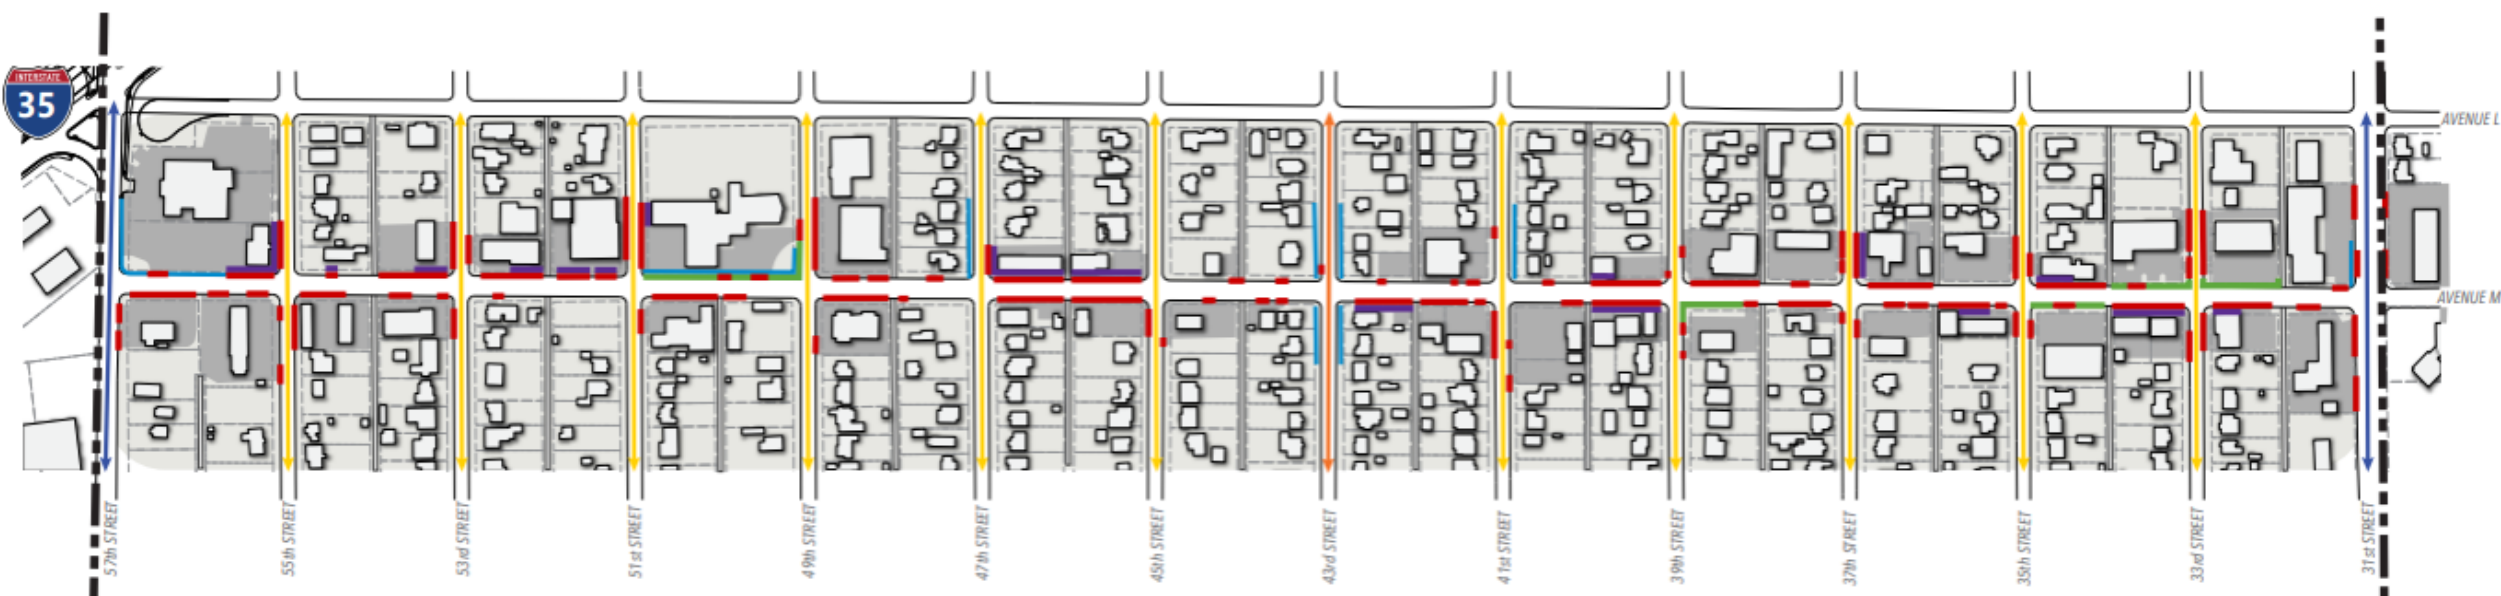 INTERSTATE
35
AVENUE L
AVENUE M
57th STREET
55th STREET
53rd STREET
51st STREET
49th STREET
47th STREET
45th STREET
43rd STREET
41st STREET
39th STREET
37th STREET
35th STREET
33rd STREET
31st STREET